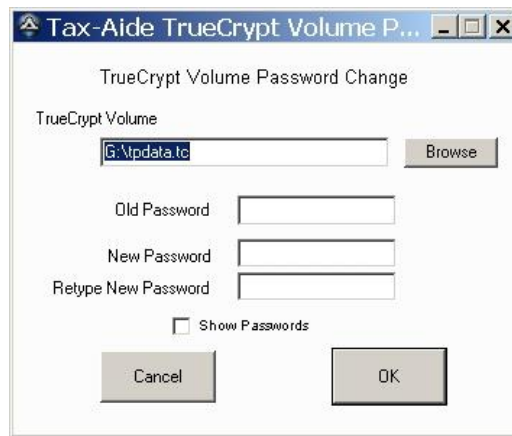 Tax-Aide TrueCrypt Volume P...
TrueCrypt Volume Password Change
TrueCrypt Volume
G:\tpdata.tc
Browse
Old Password
New Password
Retype New Password
Show Passwords
Cancel
OK